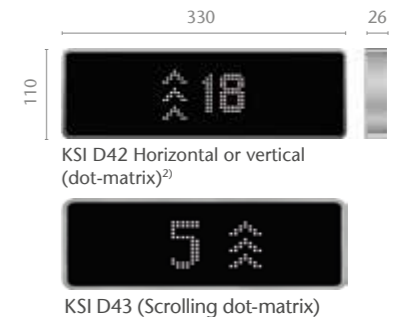 330
26
110
18
KSI D42 Horizontal or vertical
(dot-matrix)2)
5
KSI D43 (Scrolling dot-matrix)